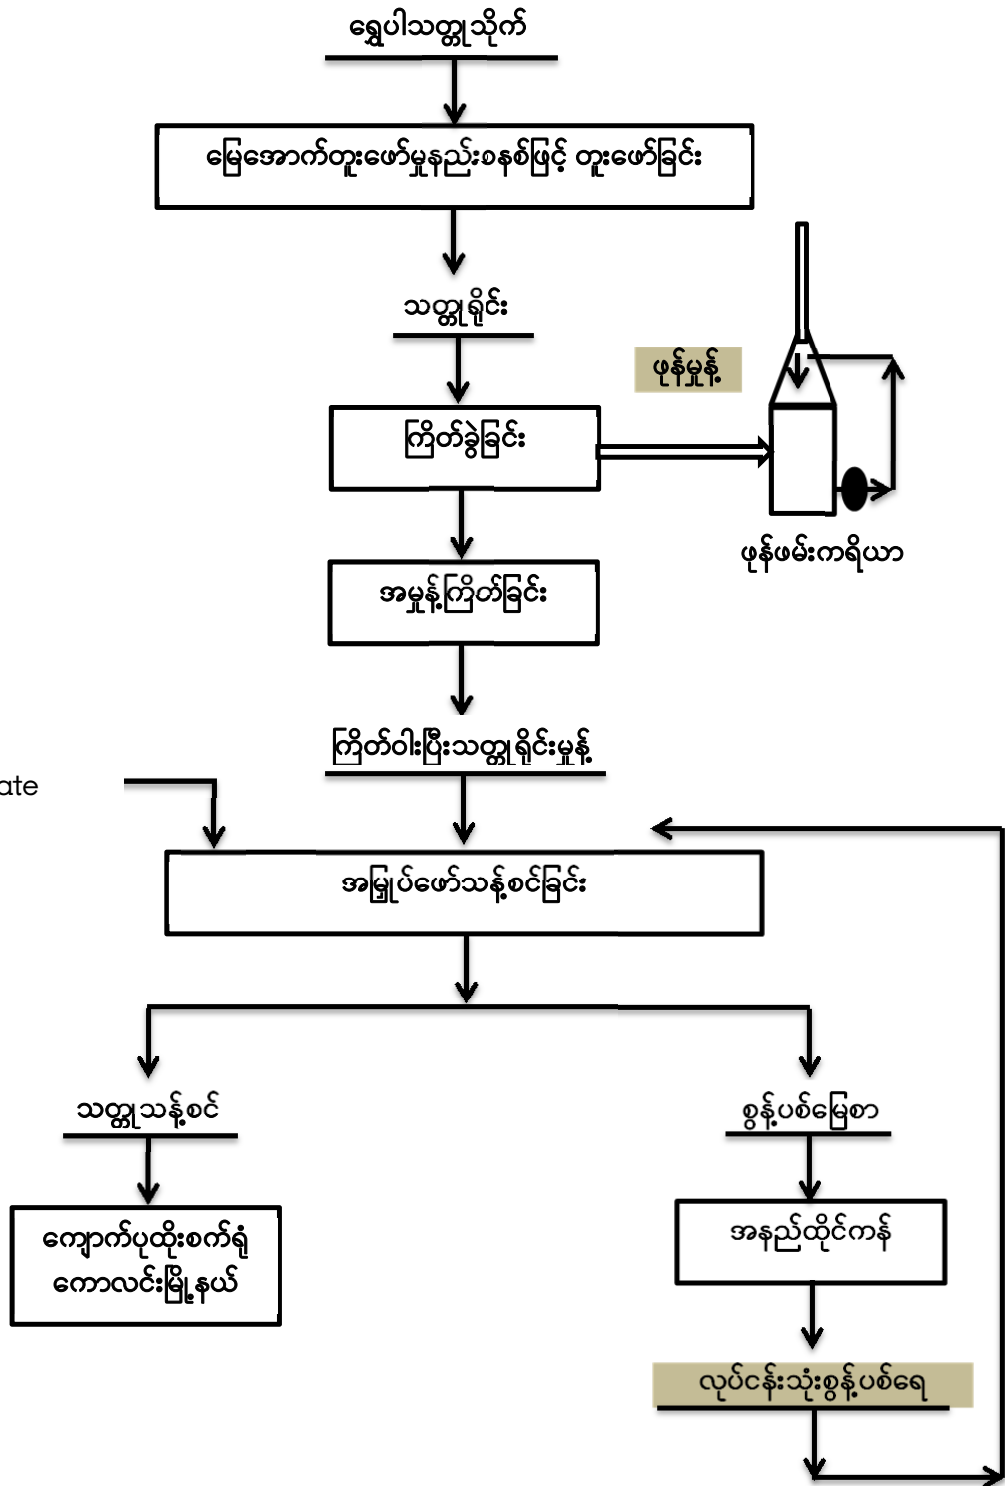 ရွှေပါသတ္တုသိုက်
မြေအောက်တူးဖော်မှုနည်းစနစ်ဖြင့် တူးဖော်ခြင်း
သတ္တုရိုင်း
ဖုန်မှုန့်
ကြိတ်ခွဲခြင်း
ဖုန်ဖမ်းကရိယာ
အမှုန့်ကြိတ်ခြင်း
ကြိတ်ဝါးပြီးသတ္တုရိုင်းမှုန့်
ate
အမြှုပ်ဖော်သန့်စင်ခြင်း
သတ္တုသန့်စင်
စွန့်ပစ်မြေစာ
ကျောက်ပုထိုးစက်ရုံ
ကောလင်းမြို့နယ်
အနည်ထိုင်ကန်
လုပ်ငန်းသုံးစွန့်ပစ်ရေ